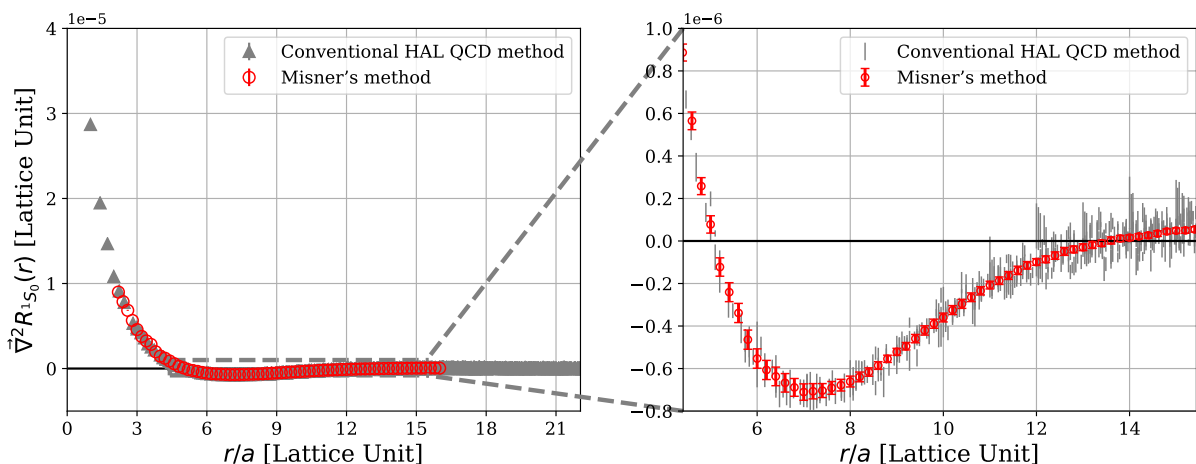 1e−5
4
3
2
1
0
0 3 6 9 12 15 18 21
r/a [Lattice Unit]
∇⃗²R₁S₀(r) [Lattice Unit]
Conventional HAL QCD method
Misner's method
1e−6
1.0
0.8
0.6
0.4
0.2
0.0
−0.2
−0.4
−0.6
−0.8
6 8 10 12 14
r/a [Lattice Unit]
Conventional HAL QCD method
Misner's method